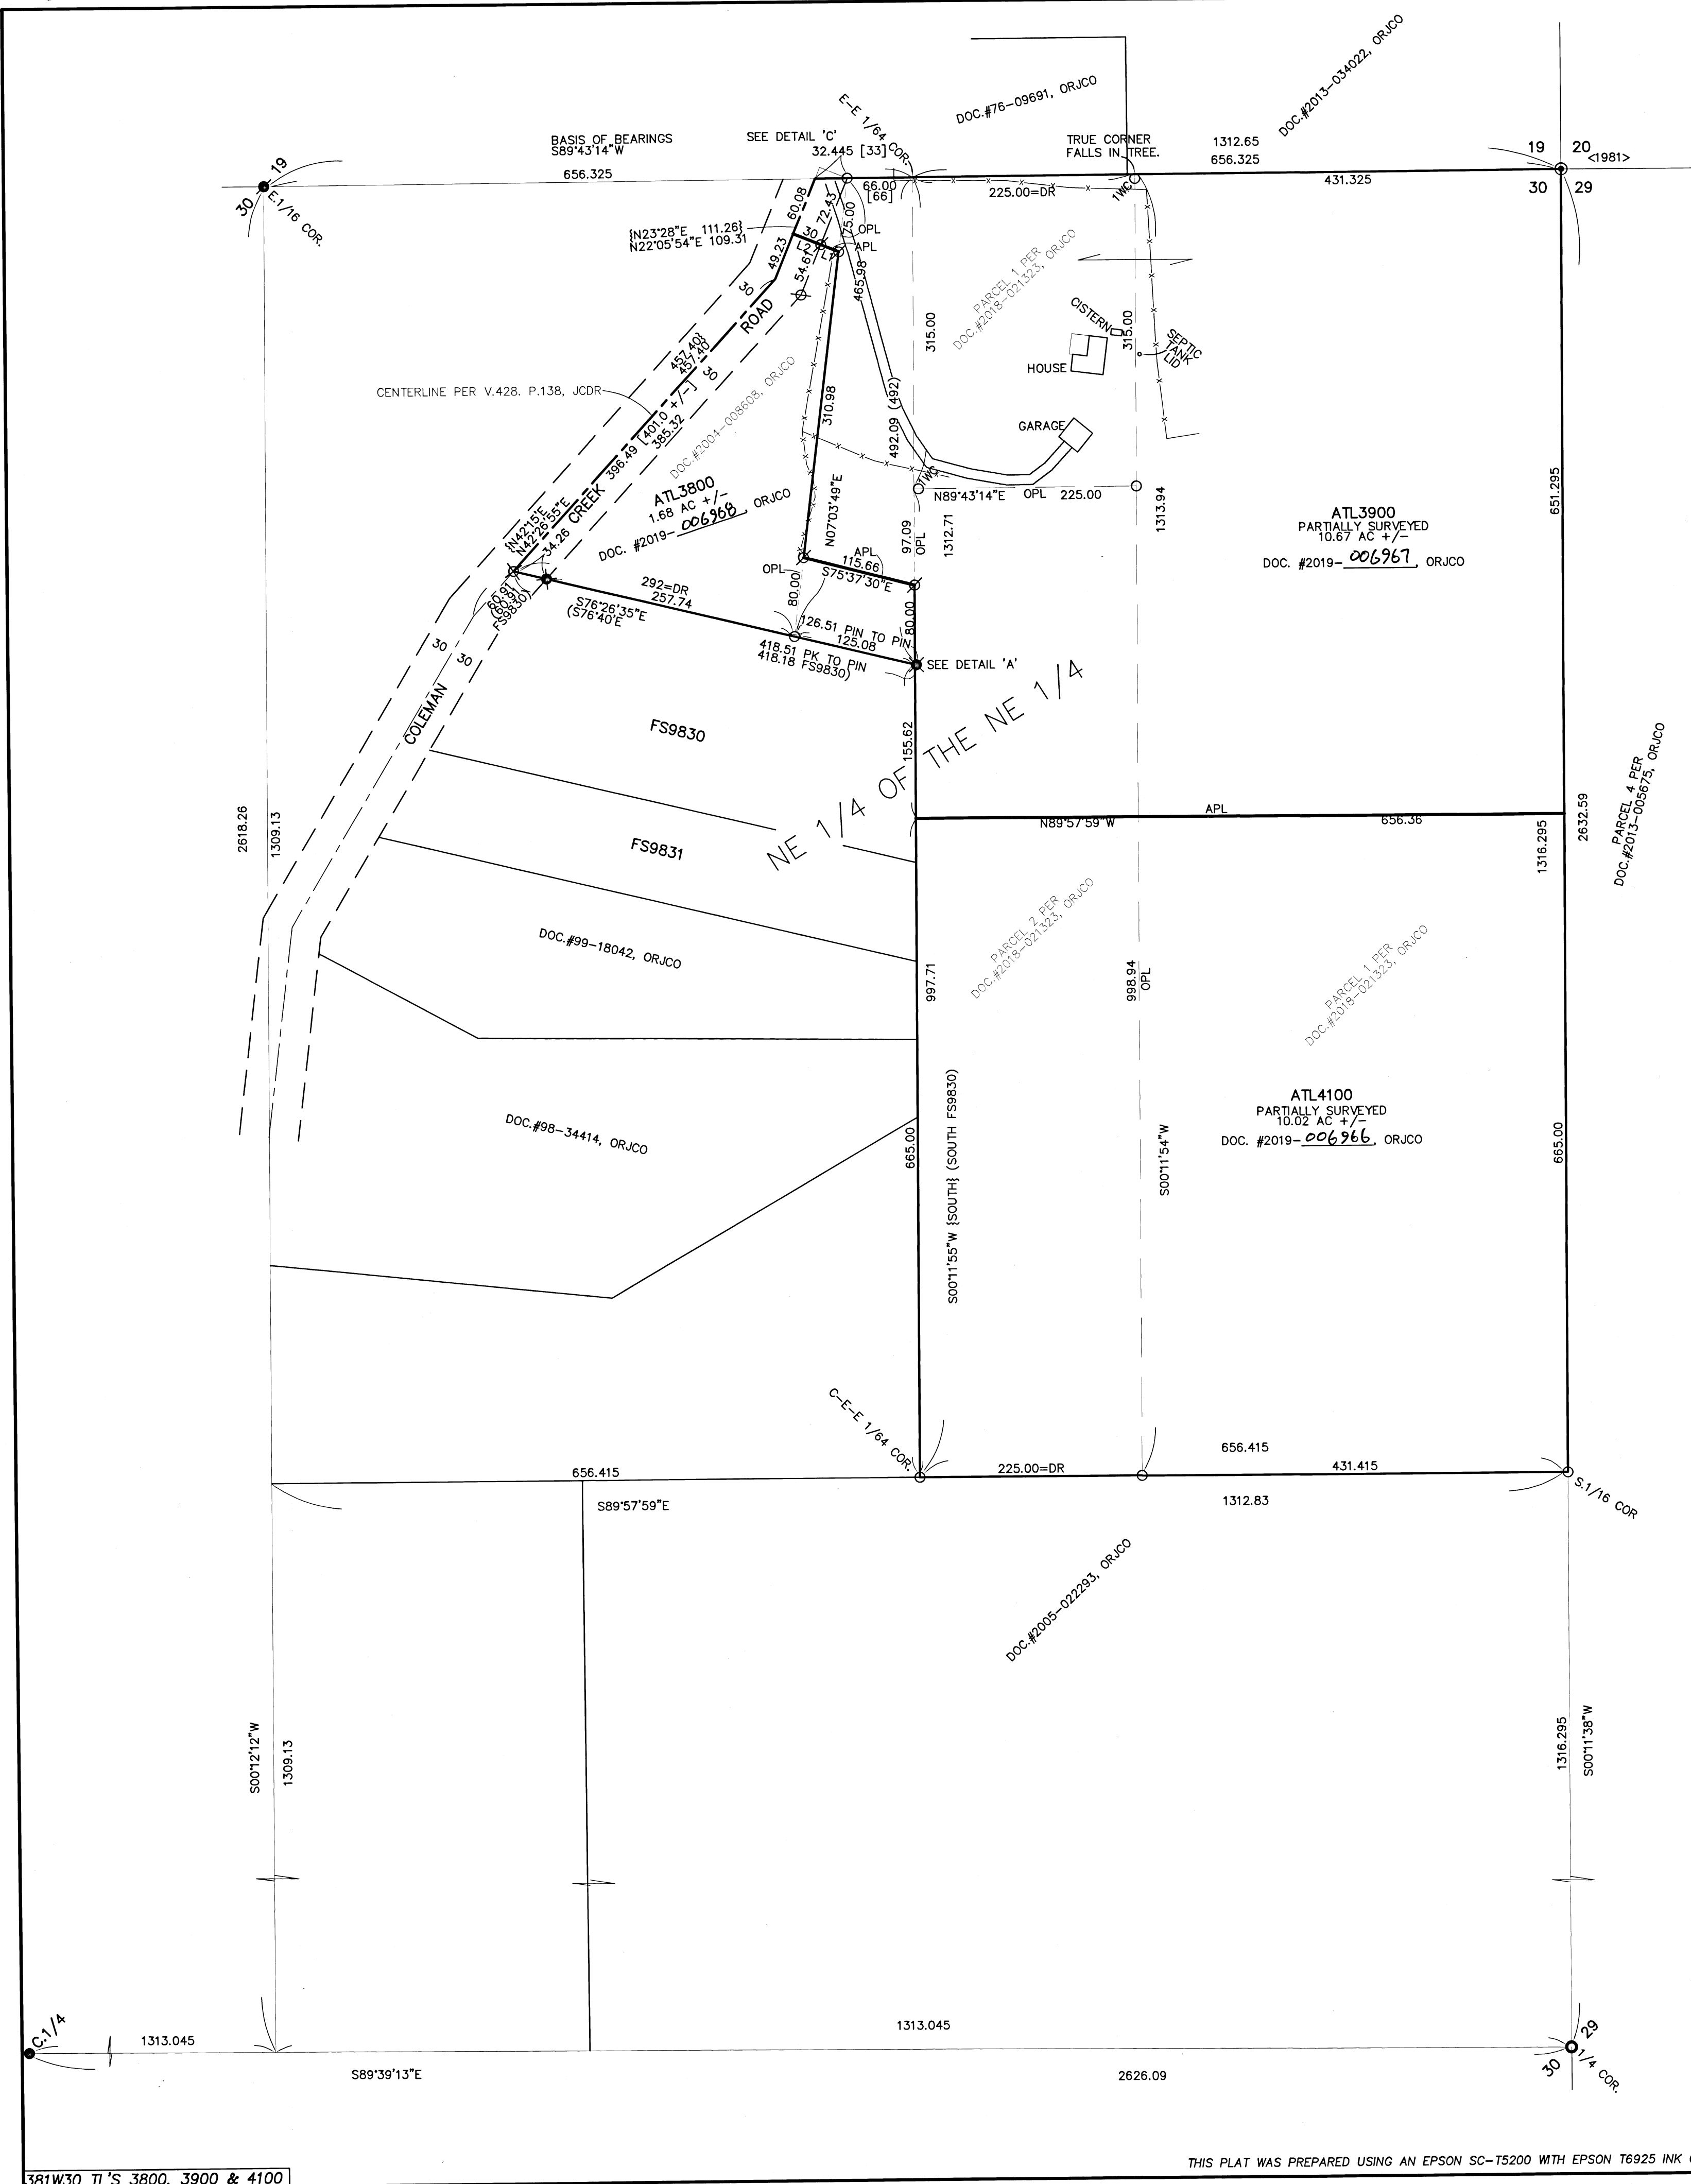 DOC.#2013-034022, ORJCO
DOC.#76-09691, ORJCO
E-E 1/64 COR.
BASIS OF BEARINGS
S89°43'14"W
656.325
SEE DETAIL 'C'
32.445 [33]
TRUE CORNER
FALLS IN TREE.
1312.65
656.325
19
20
<1981>
30
29
19
30
E.1/16 COR.
66.00
[66]
225.00=DR
1WC
431.325
60.08
72.43
75.00
OPL
APL
{N23°28"E 111.26}
N22°05'54"E 109.31
30
L2
L1
49.23
54.61
30
ROAD
465.98
PARCEL 1 PER
DOC.#2018-021323, ORJCO
315.00
315.00
CISTERN
SEPTIC
TANK
LID
HOUSE
GARAGE
457.40}
457.40
30
CENTERLINE PER V.428. P.138, JCDR
396.49 [401.0 +/-]
385.32
DOC.#2004-008608, ORJCO
310.98
492.09 (492)
1WC
N89°43'14"E OPL 225.00
ATL3800
1.68 AC +/-
DOC. #2019-006968, ORJCO
N07°03'49"E
CREEK
{N42°15'E
N42°26'55"E
34.26
97.09
OPL
1312.71
1313.94
651.295
ATL3900
PARTIALLY SURVEYED
10.67 AC +/-
DOC. #2019-006967, ORJCO
APL
115.66
S75°37'30"E
OPL
80.00
80.00
60.91
(60.91
FS9830)
292=DR
257.74
S76°26'35"E
(S76°40'E
126.51 PIN TO PIN
125.08
418.51 PK TO PIN
418.18 FS9830)
SEE DETAIL 'A'
30
30
COLEMAN
FS9830
155.62
NE 1/4 OF THE NE 1/4
PARCEL 4 PER
DOC.#2013-005675, ORJCO
2618.26
1309.13
APL
N89°57'59"W
656.36
1316.295
2632.59
FS9831
PARCEL 2 PER
DOC.#2018-021323, ORJCO
PARCEL 1 PER
DOC.#2018-021323, ORJCO
DOC.#99-18042, ORJCO
997.71
998.94
OPL
DOC.#98-34414, ORJCO
665.00
S00°11'55"W {SOUTH} (SOUTH FS9830)
S00°11'54"W
ATL4100
PARTIALLY SURVEYED
10.02 AC +/-
DOC. #2019-006966, ORJCO
665.00
C-E-E 1/64 COR.
656.415
225.00=DR
656.415
431.415
S89°57'59"E
1312.83
S.1/16 COR
DOC.#2005-022293, ORJCO
S00°12'12"W
1309.13
1316.295
S00°11'38"W
C.1/4
1313.045
1313.045
29
30
1/4 COR.
S89°39'13"E
2626.09
THIS PLAT WAS PREPARED USING AN EPSON SC-T5200 WITH EPSON T6925 INK
381W30 TL'S 3800, 3900 & 4100